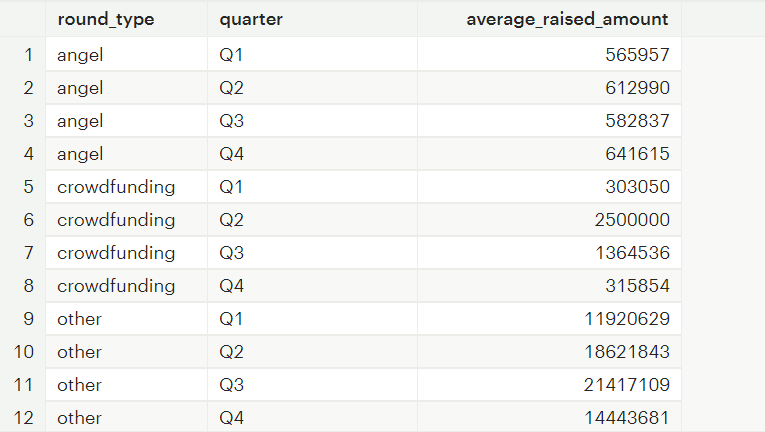 round_type quarter average_raised_amount
1 angel Q1 565957
2 angel Q2 612990
3 angel Q3 582837
4 angel Q4 641615
5 crowdfunding Q1 303050
6 crowdfunding Q2 2500000
7 crowdfunding Q3 1364536
8 crowdfunding Q4 315854
9 other Q1 11920629
10 other Q2 18621843
11 other Q3 21417109
12 other Q4 14443681